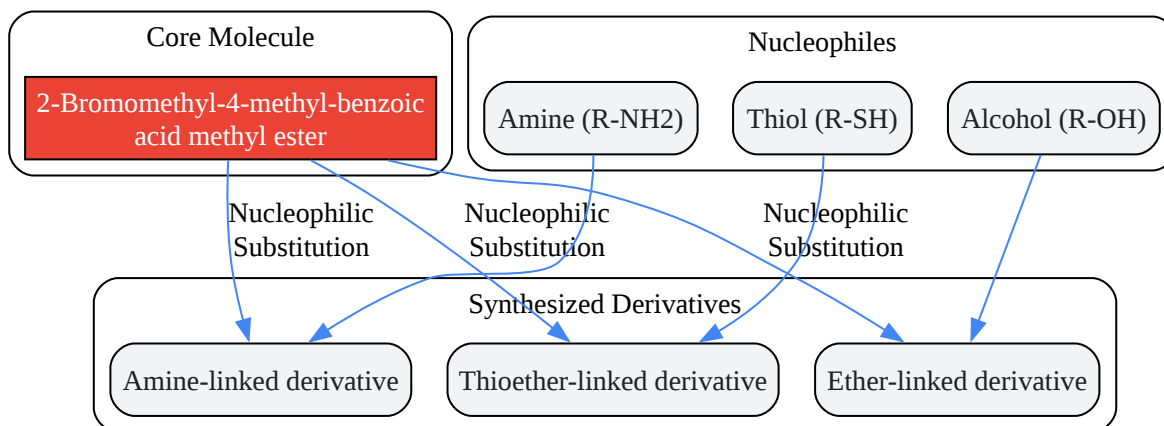 Core Molecule
Nucleophiles
2-Bromomethyl-4-methyl-benzoic
acid methyl ester
Amine (R-NH2)
Thiol (R-SH)
Alcohol (R-OH)
Nucleophilic
Substitution
Nucleophilic
Substitution
Nucleophilic
Substitution
Synthesized Derivatives
Amine-linked derivative
Thioether-linked derivative
Ether-linked derivative